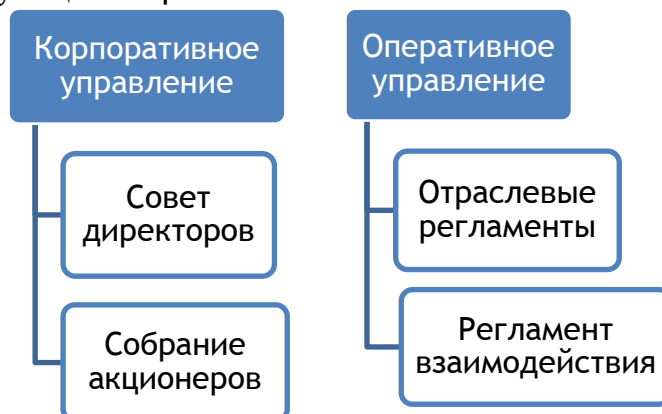 Корпоративное
управление
Совет
директоров
Собрание
акционеров
Оперативное
управление
Отраслевые
регламенты
Регламент
взаимодействия